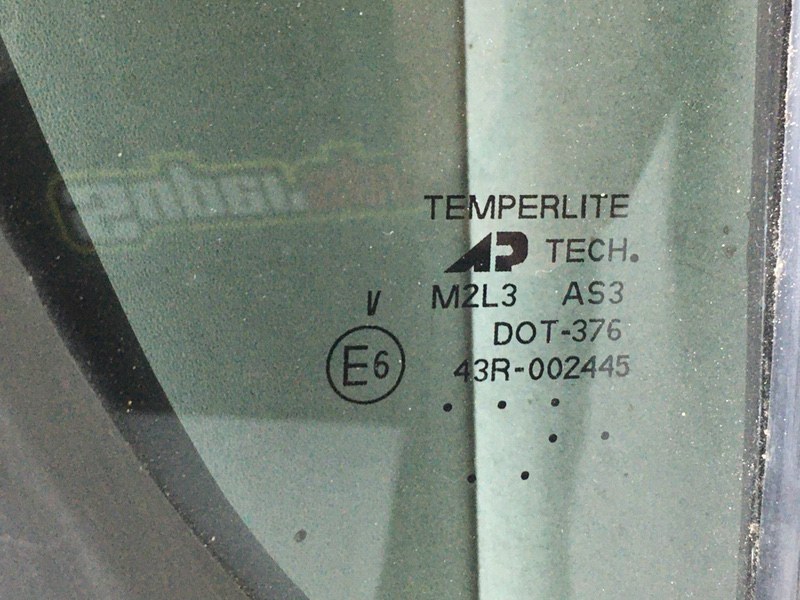 TEMPERLITE
AP TECH.
V M2L3 AS3
DOT-376
E6 43R-002445